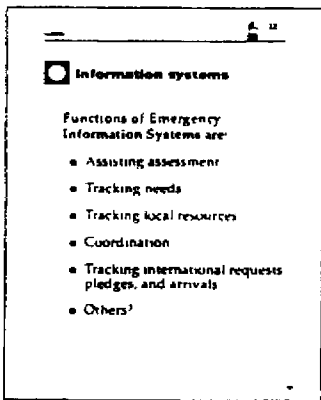 12
Information systems
Functions of Emergency
Information Systems are:
• Assisting assessment
• Tracking needs
• Tracking local resources
• Coordination
• Tracking international requests
pledges, and arrivals
• Others?